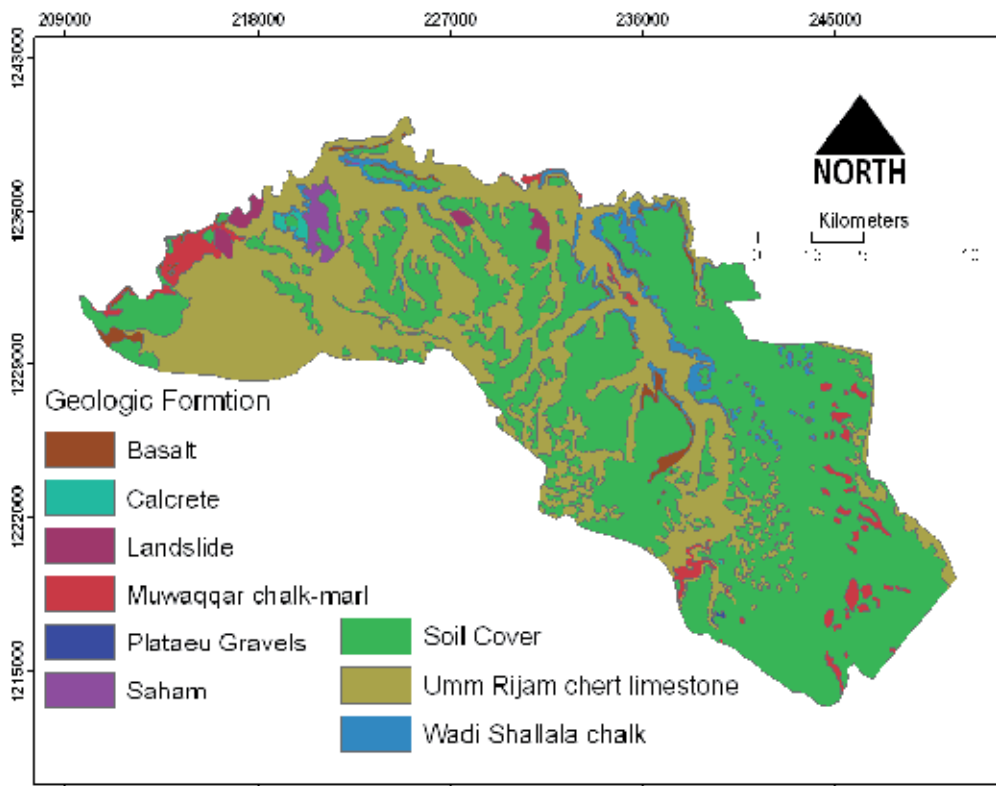 209000 218000 227000 236000 245000
1243000
1236000
1229000
1222000
1215000
NORTH
Kilometers
Geologic Formtion
Basalt
Calcrete
Landslide
Muwaqqar chalk-marl
Plataeu Gravels
Saham
Soil Cover
Umm Rijam chert limestone
Wadi Shallala chalk